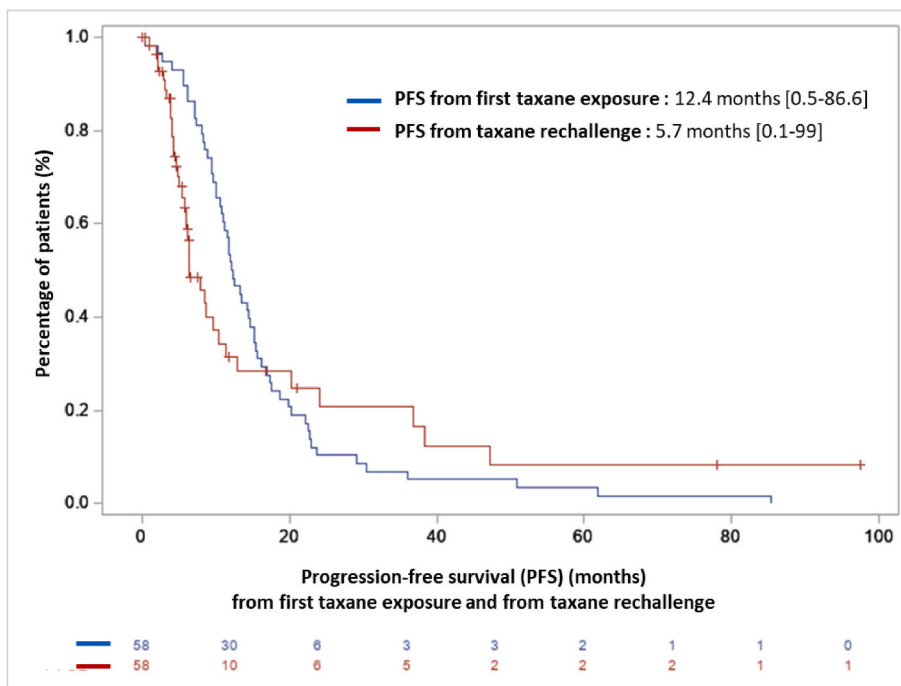 1.0
0.8
0.6
0.4
0.2
0.0
Percentage of patients (%)
PFS from first taxane exposure : 12.4 months [0.5-86.6]
PFS from taxane rechallenge : 5.7 months [0.1-99]
0 20 40 60 80 100
Progression-free survival (PFS) (months)
from first taxane exposure and from taxane rechallenge
58 30 6 3 3 2 1 1 0
58 10 6 5 2 2 2 1 1